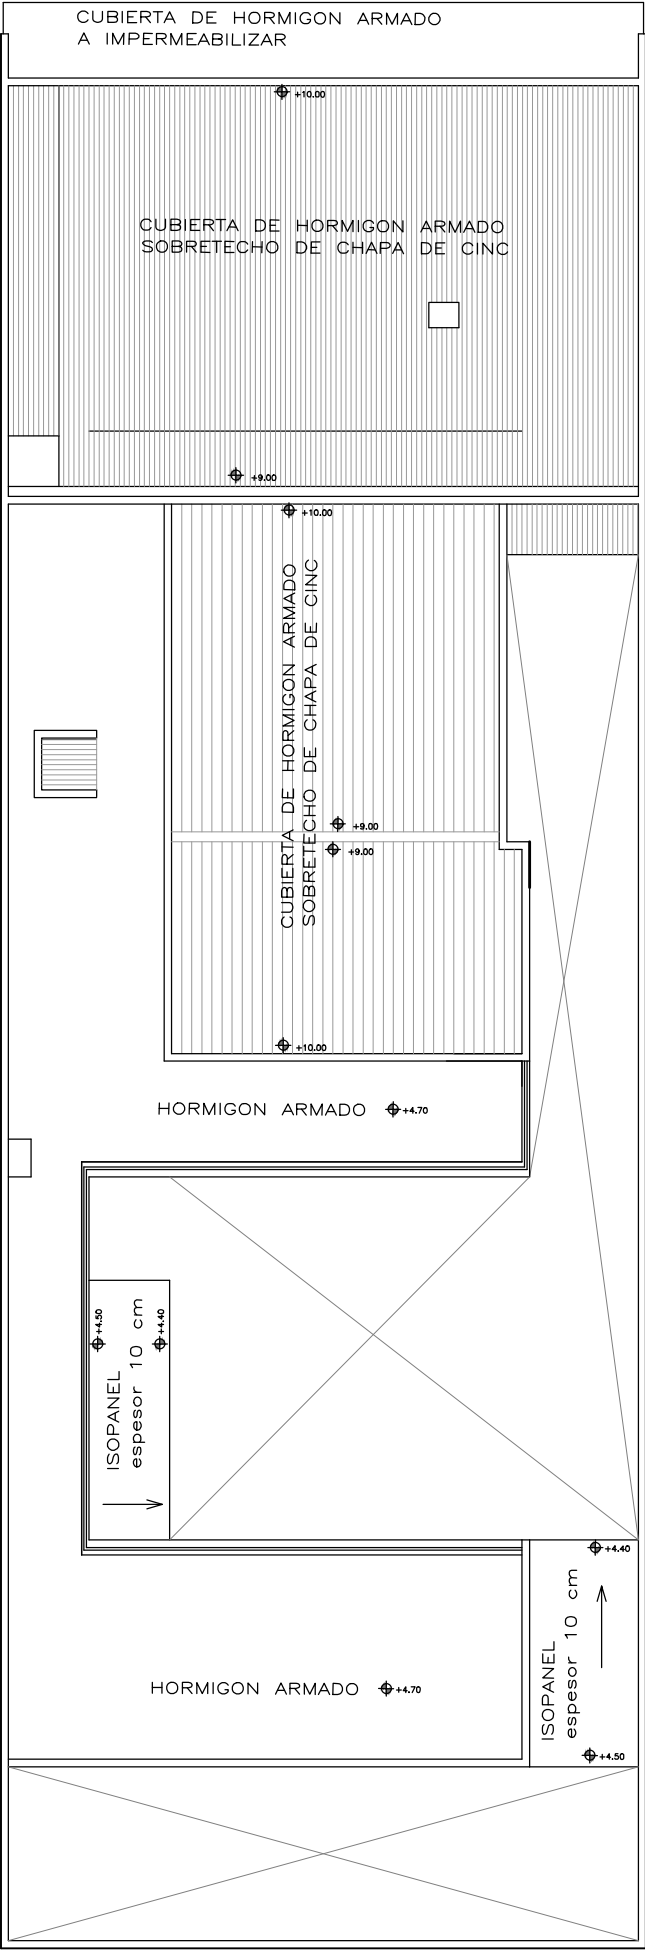 CUBIERTA DE HORMIGON ARMADO
A IMPERMEABILIZAR
+10.00
CUBIERTA DE HORMIGON ARMADO
SOBRETECHO DE CHAPA DE CINC
+9.00
+10.00
CUBIERTA DE HORMIGON ARMADO
SOBRETECHO DE CHAPA DE CINC
+9.00
+9.00
+10.00
HORMIGON ARMADO
+4.70
+4.50
+4.40
ISOPANEL
espesor 10 cm
+4.40
ISOPANEL
espesor 10 cm
HORMIGON ARMADO
+4.70
+4.50